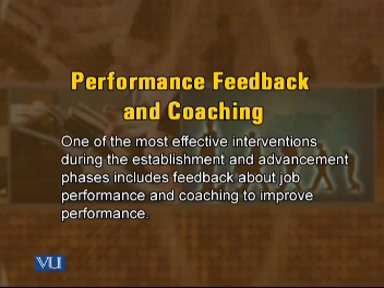 Performance Feedback
and Coaching
One of the most effective interventions
during the establishment and advancement
phases includes feedback about job
performance and coaching to improve
performance.
VU